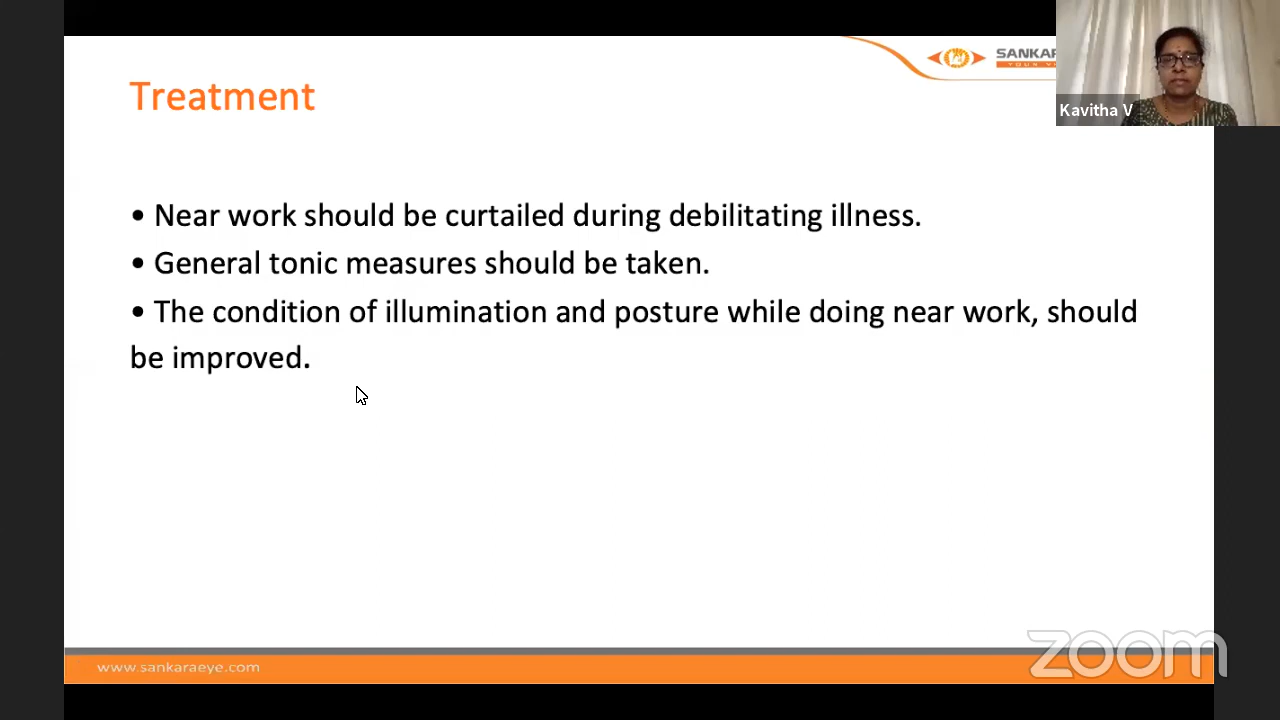 SANKARA
Treatment
Kavitha V
• Near work should be curtailed during debilitating illness.
• General tonic measures should be taken.
• The condition of illumination and posture while doing near work, should
be improved.
www.sankaraeye.com
zoom